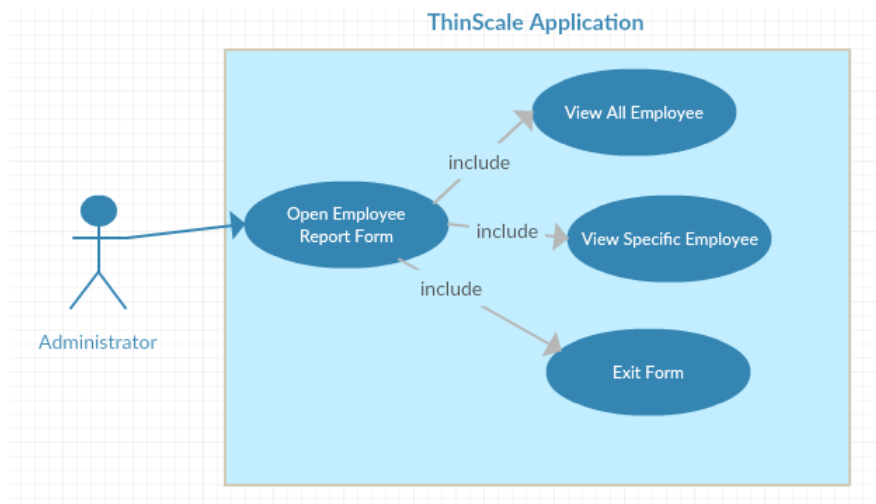 ThinScale Application
View All Employee
include
Open Employee
Report Form
include
View Specific Employee
include
Administrator
Exit Form